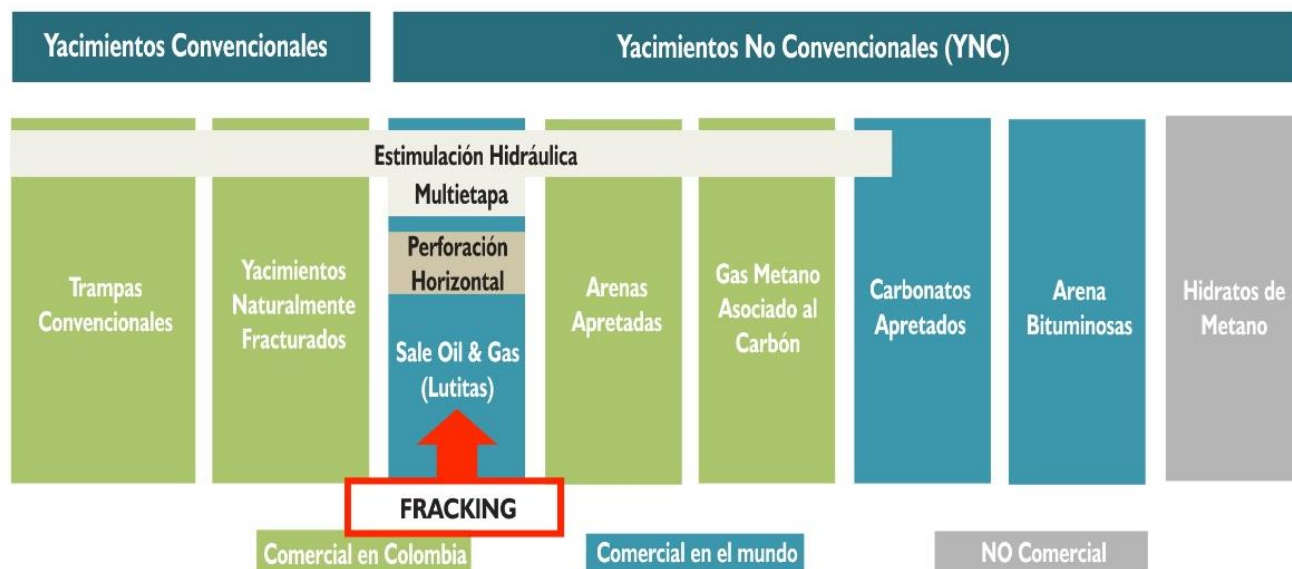 Yacimientos Convencionales
Yacimientos No Convencionales (YNC)
Estimulación Hidráulica
Multietapa
Perforación
Horizontal
Trampas
Convencionales
Yacimientos
Naturalmente
Fracturados
Sale Oil & Gas
(Lutitas)
Arenas
Apretadas
Gas Metano
Asociado al
Carbón
Carbonatos
Apretados
Arena
Bituminosas
Hidratos de
Metano
FRACKING
Comercial en Colombia
Comercial en el mundo
NO Comercial